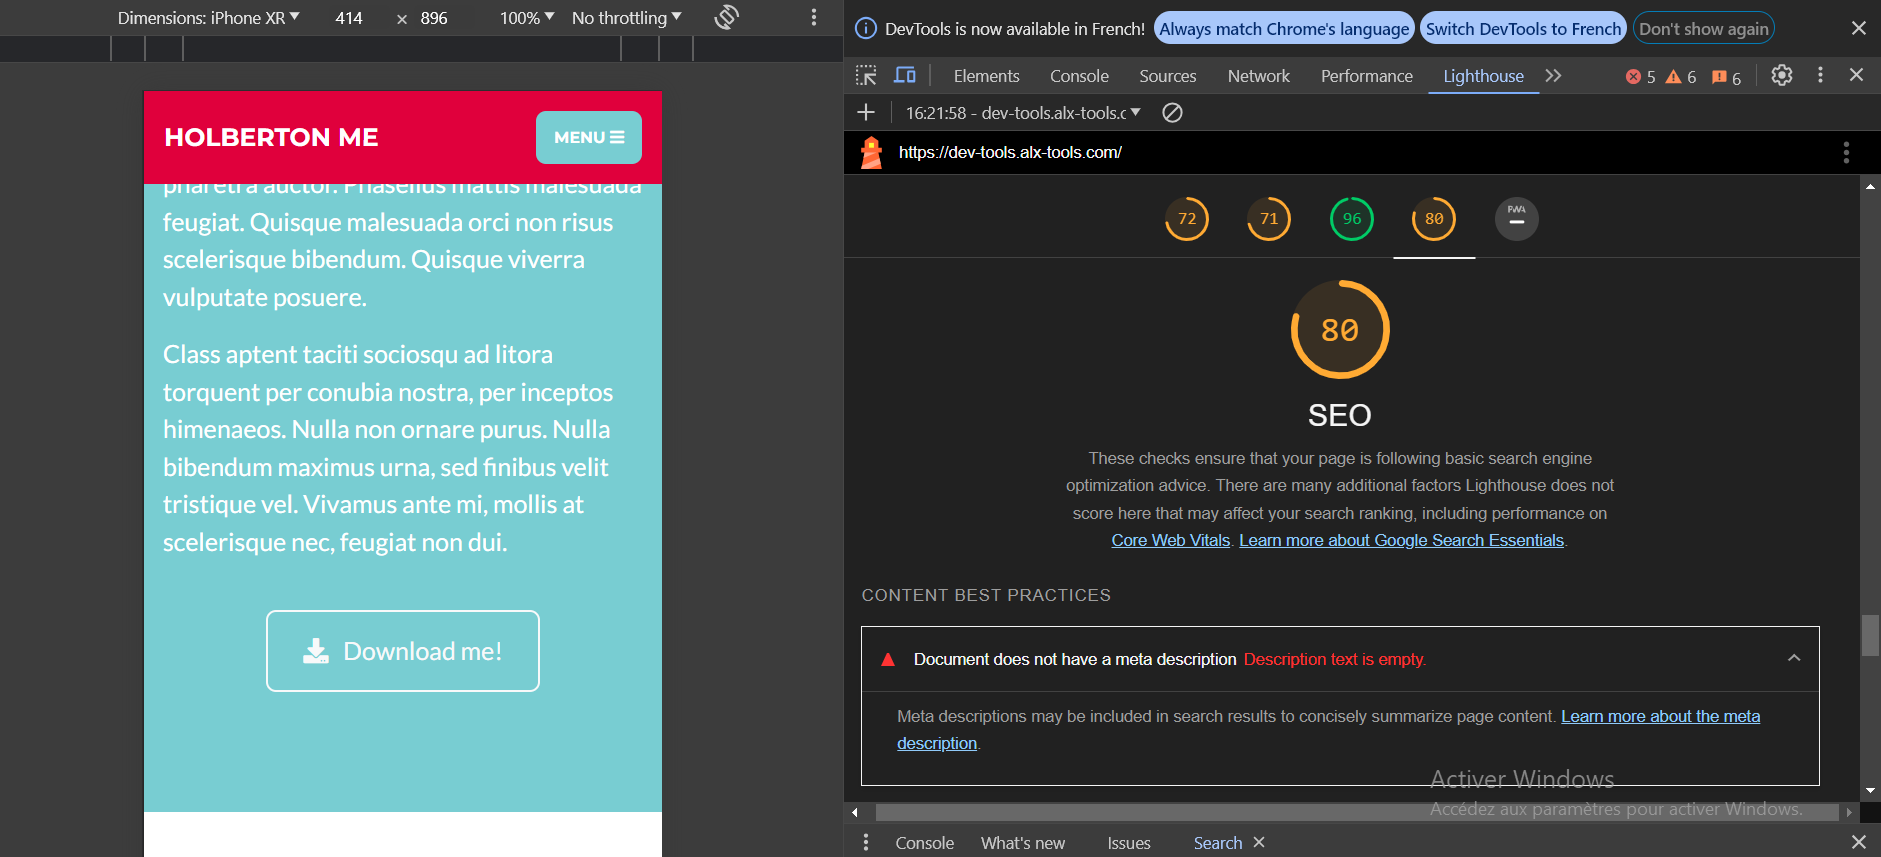 Dimensions: iPhone XR 414 × 896 100% No throttling
HOLBERTON ME
MENU
pharetra auctor. Phasellus mattis malesuada
feugiat. Quisque malesuada orci non risus
scelerisque bibendum. Quisque viverra
vulputate posuere.
Class aptent taciti sociosqu ad litora
torquent per conubia nostra, per inceptos
himenaeos. Nulla non ornare purus. Nulla
bibendum maximus urna, sed finibus velit
tristique vel. Vivamus ante mi, mollis at
scelerisque nec, feugiat non dui.
Download me!
DevTools is now available in French! Always match Chrome's language Switch DevTools to French Don't show again
Elements Console Sources Network Performance Lighthouse 5 6 6
16:21:58 - dev-tools.alx-tools.c
https://dev-tools.alx-tools.com/
72 71 96 80 PWA
80
SEO
These checks ensure that your page is following basic search engine
optimization advice. There are many additional factors Lighthouse does not
score here that may affect your search ranking, including performance on
Core Web Vitals. Learn more about Google Search Essentials.
CONTENT BEST PRACTICES
Document does not have a meta description Description text is empty.
Meta descriptions may be included in search results to concisely summarize page content. Learn more about the meta
description.
Activer Windows
Accédez aux paramètres pour activer Windows.
Console What's new Issues Search